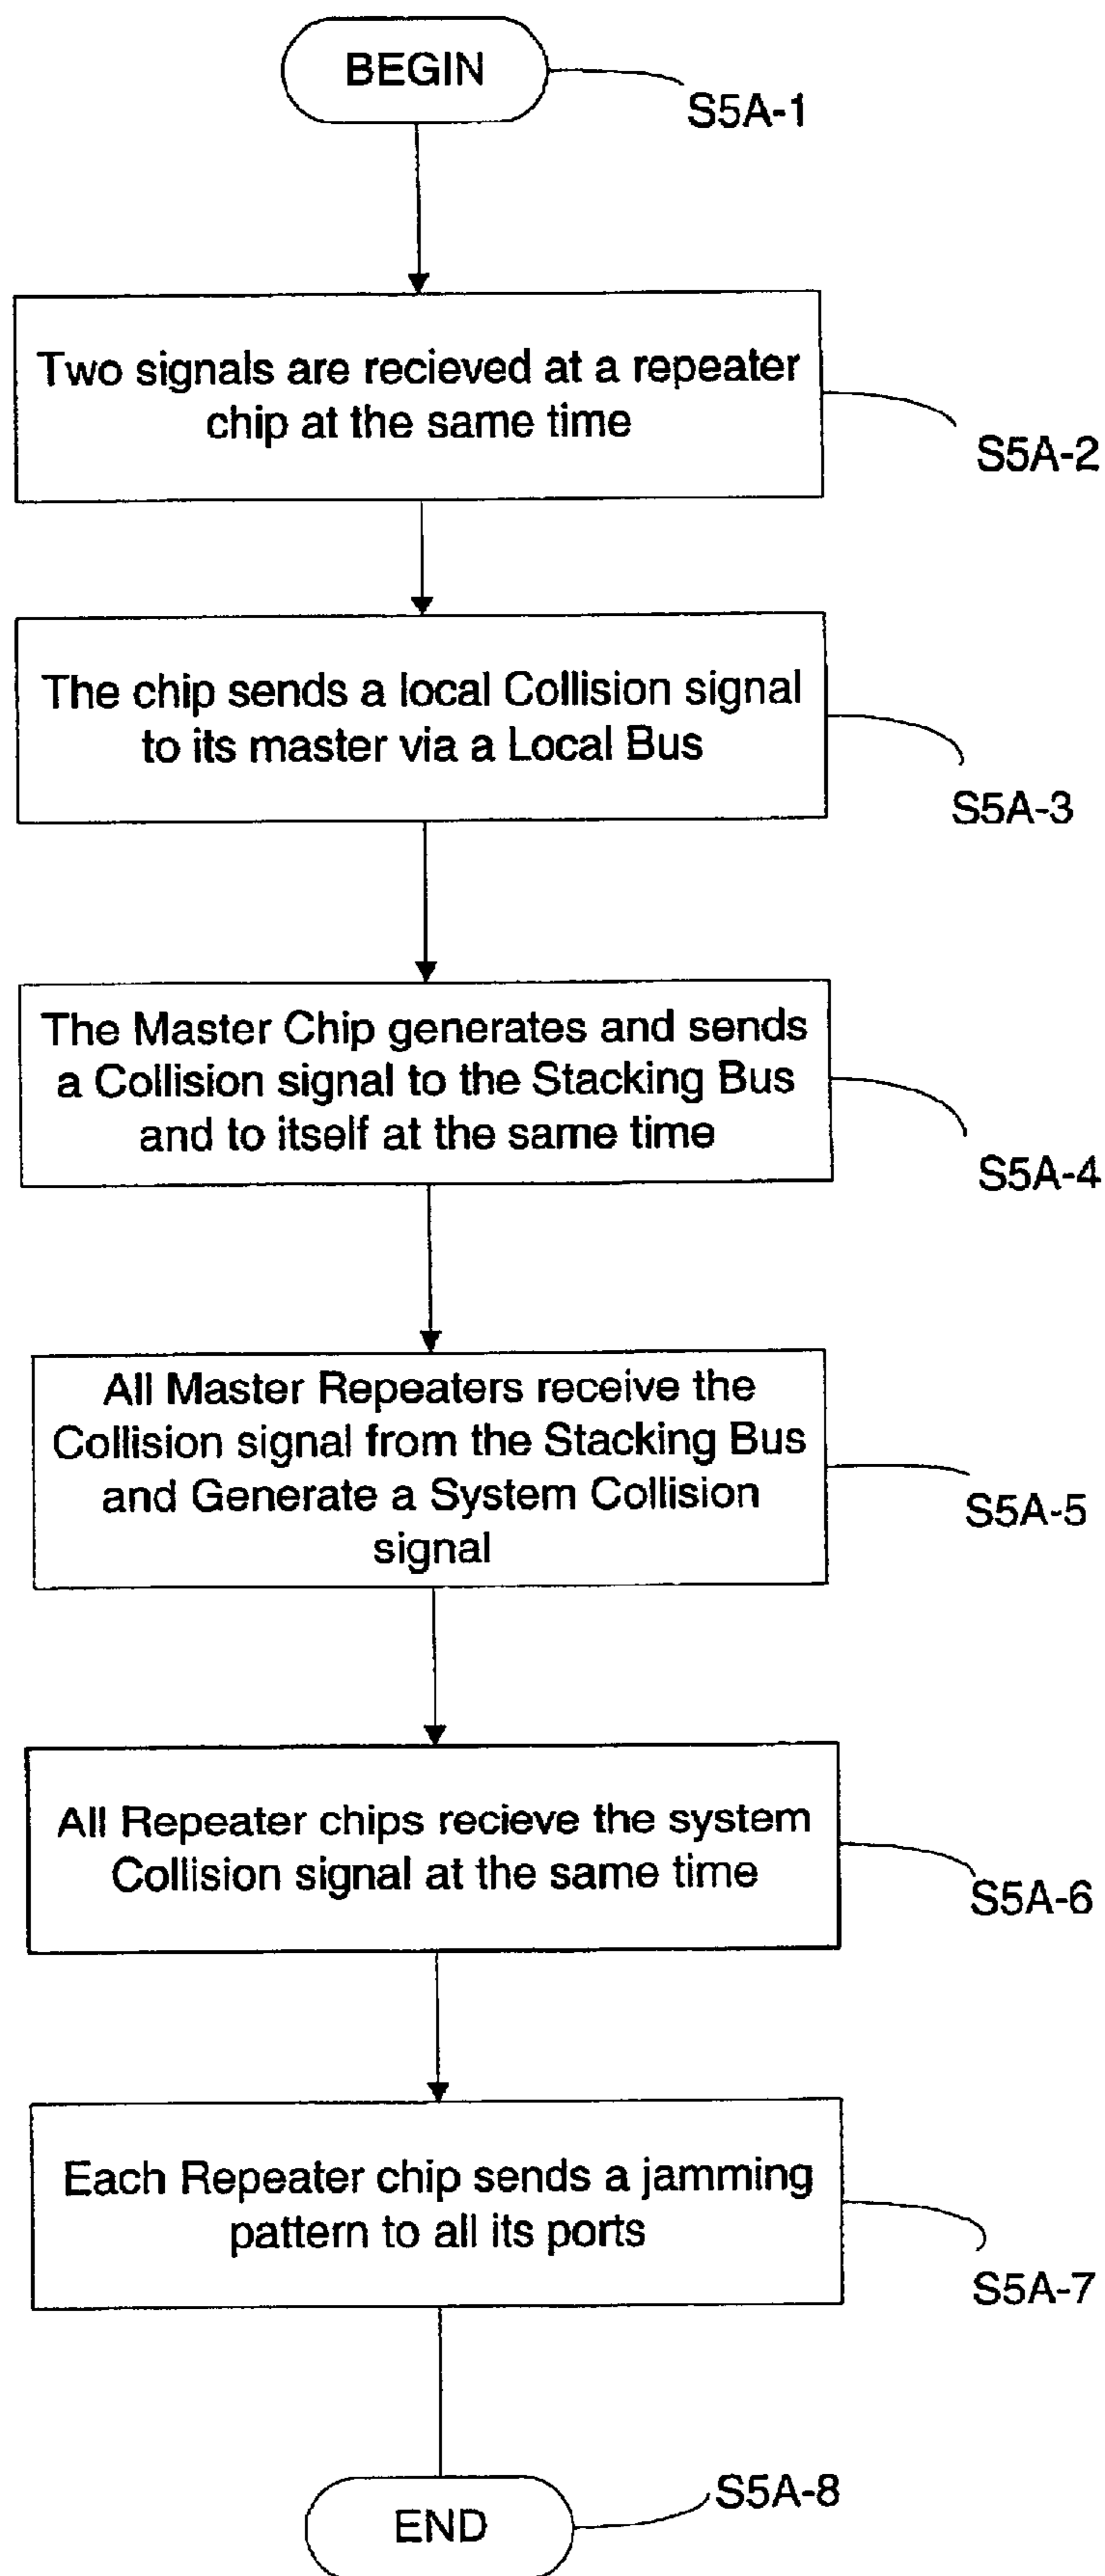 BEGIN
S5A-1
Two signals are recieved at a repeater
chip at the same time
S5A-2
The chip sends a local Collision signal
to its master via a Local Bus
S5A-3
The Master Chip generates and sends
a Collision signal to the Stacking Bus
and to itself at the same time
S5A-4
All Master Repeaters receive the
Collision signal from the Stacking Bus
and Generate a System Collision
signal
S5A-5
All Repeater chips recieve the system
Collision signal at the same time
S5A-6
Each Repeater chip sends a jamming
pattern to all its ports
S5A-7
END
S5A-8